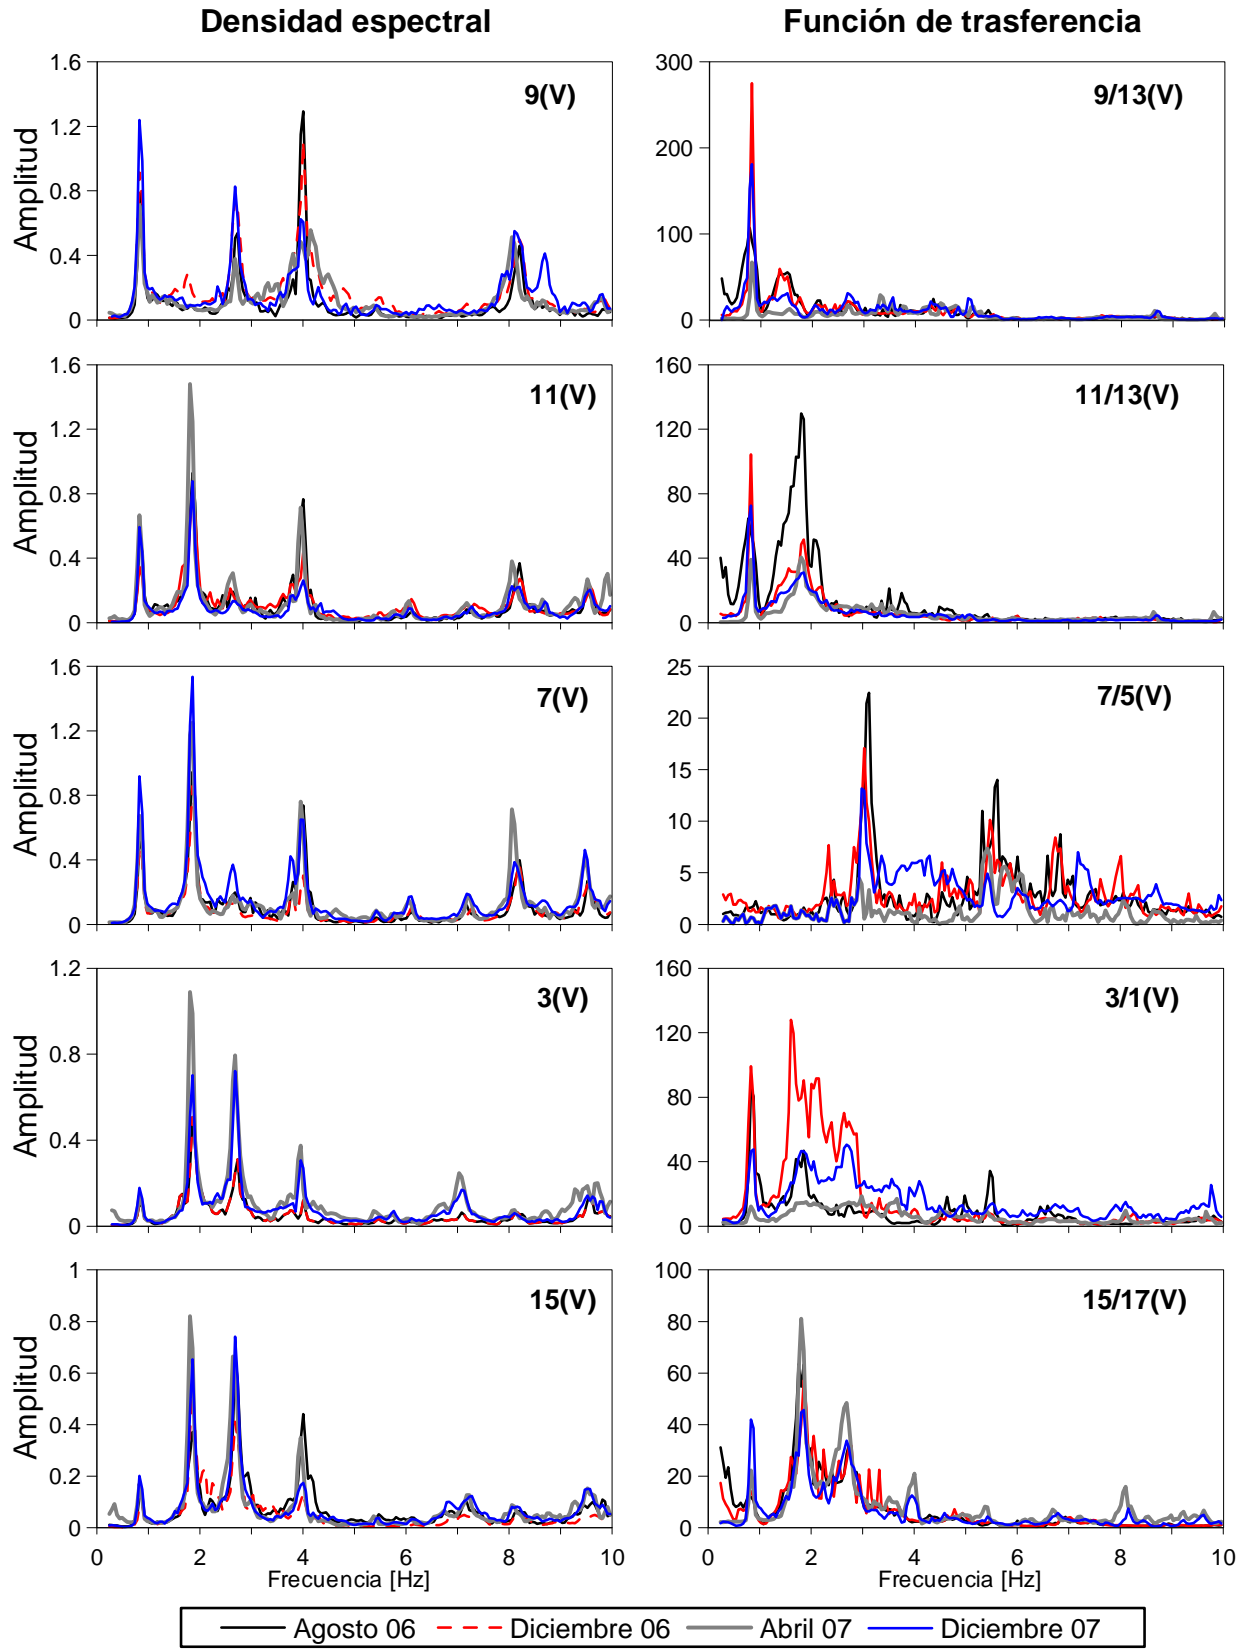 Densidad espectral
Función de trasferencia
1.6
1.2
0.8
0.4
0
Amplitud
9(V)
300
200
100
0
9/13(V)
1.6
1.2
0.8
0.4
0
Amplitud
11(V)
160
120
80
40
0
11/13(V)
1.6
1.2
0.8
0.4
0
Amplitud
7(V)
25
20
15
10
5
0
7/5(V)
1.2
0.8
0.4
0
Amplitud
3(V)
160
120
80
40
0
3/1(V)
1
0.8
0.6
0.4
0.2
0
Amplitud
15(V)
100
80
60
40
20
0
15/17(V)
0 2 4 6 8 10
Frecuencia [Hz]
0 2 4 6 8 10
Frecuencia [Hz]
Agosto 06 Diciembre 06 Abril 07 Diciembre 07